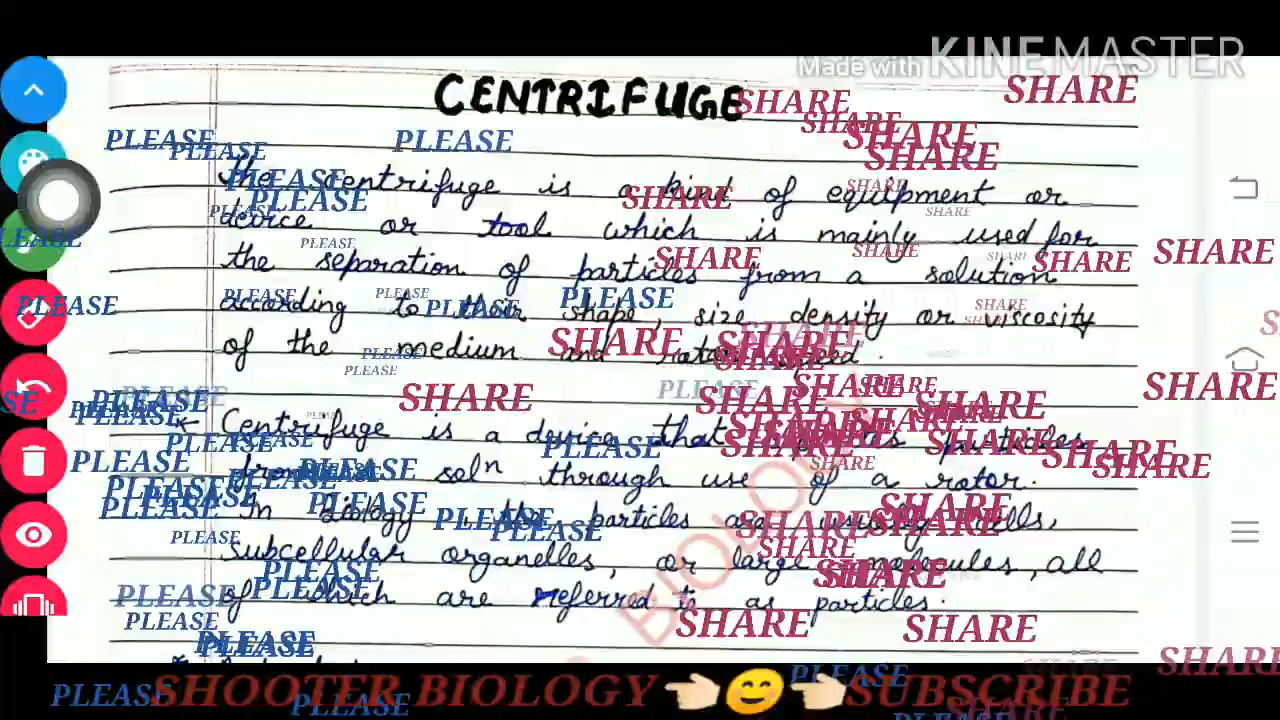 Made with KINEMASTER
CENTRIFUGE
The centrifuge is a kind of equipment or
device or tool which is mainly used for
the separation of particles from a solution
according to their shape, size density or viscosity
of the medium and rotor speed.
* Centrifuge is a device that particles
from soln through use of a rotor.
In Biology, the particles are usually cells,
subcellular organelles, or large molecules, all
of which are referred to as particles.
PLEASE
SHARE
BIOLOGY
SHOOTER BIOLOGY 👈😊👈 SUBSCRIBE